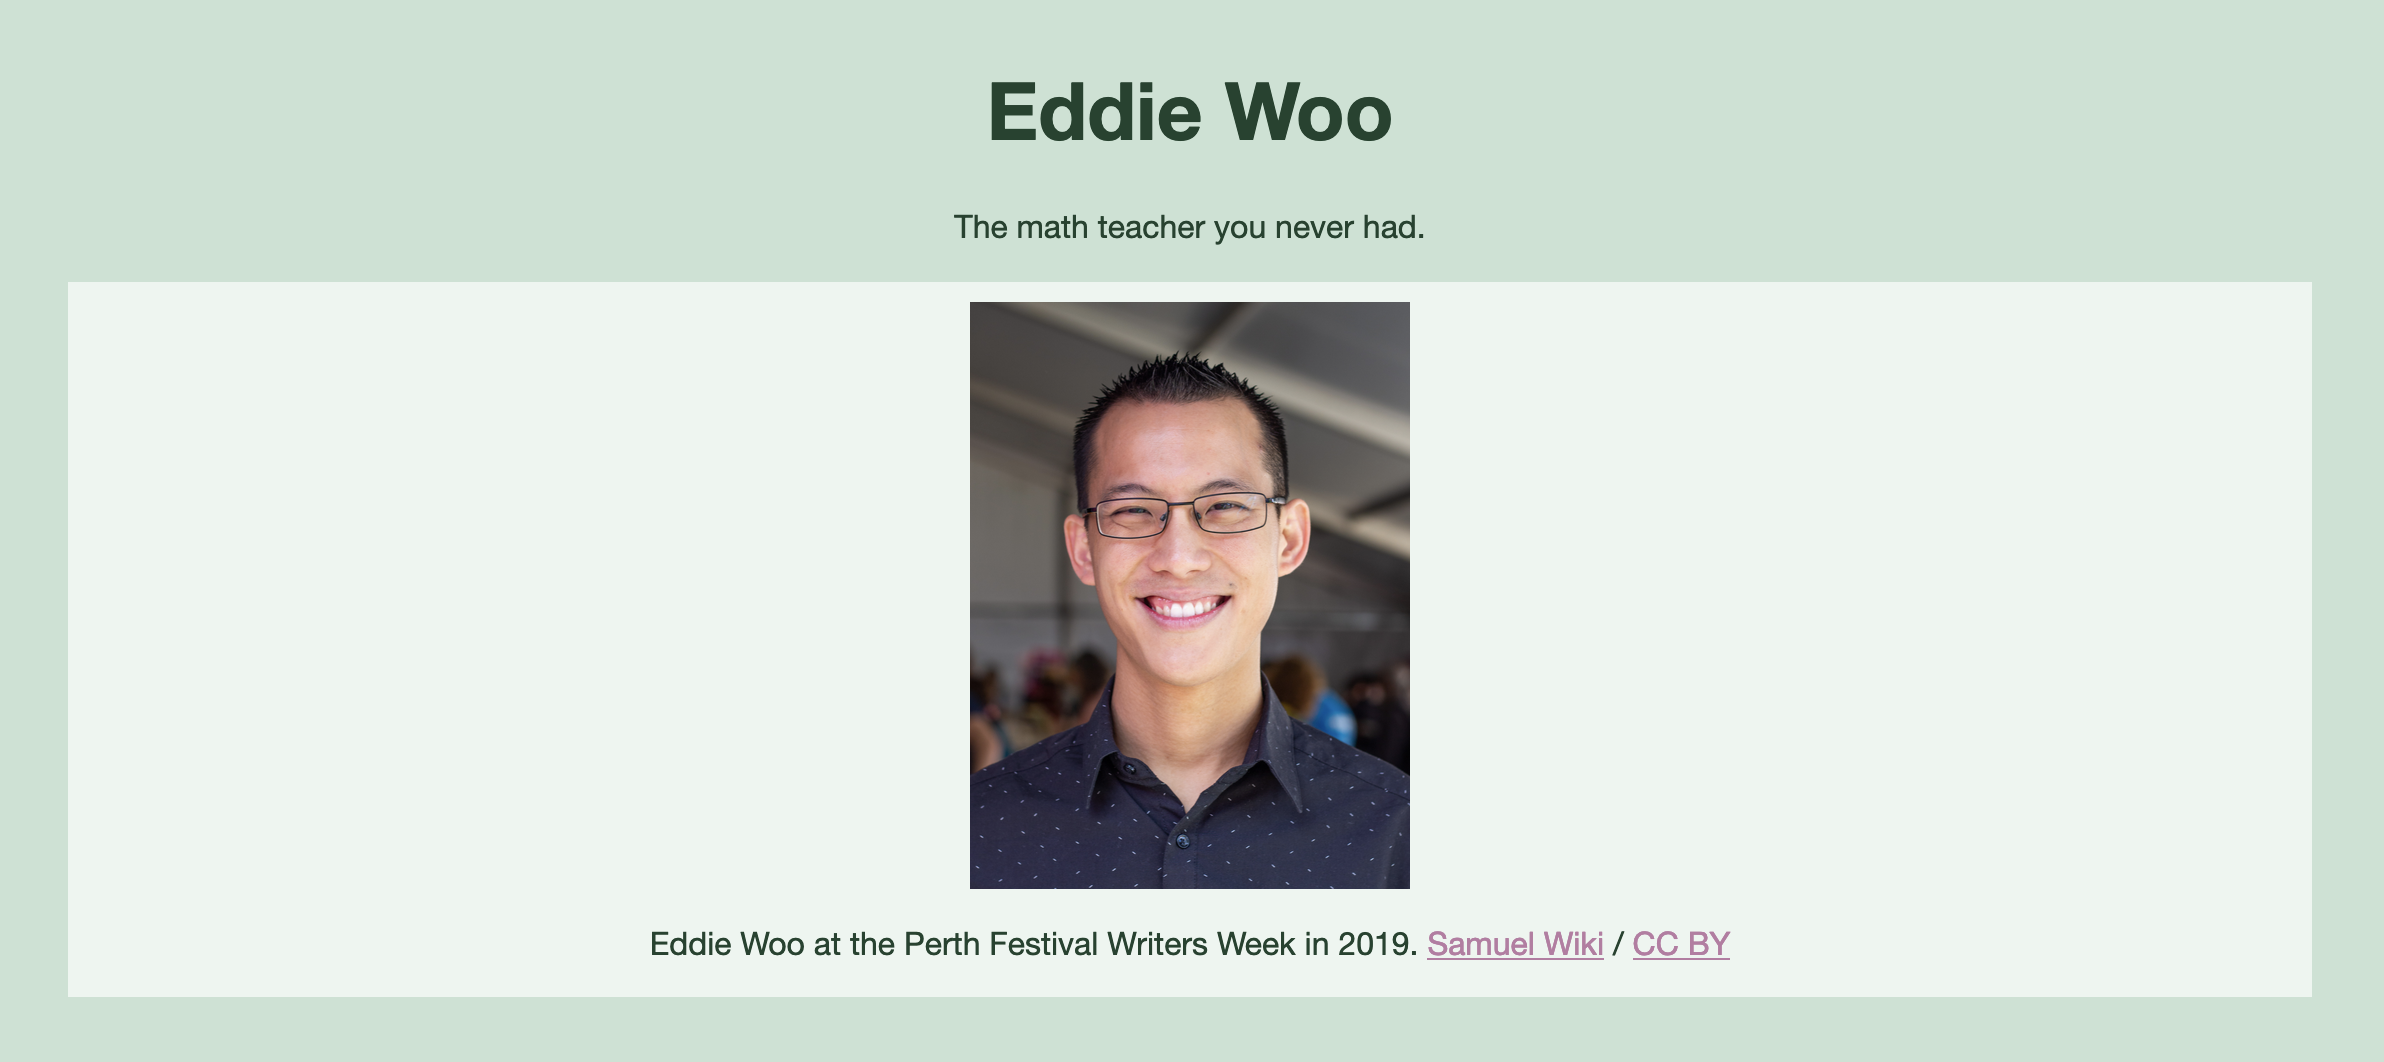 Eddie Woo
The math teacher you never had.
Eddie Woo at the Perth Festival Writers Week in 2019. Samuel Wiki / CC BY